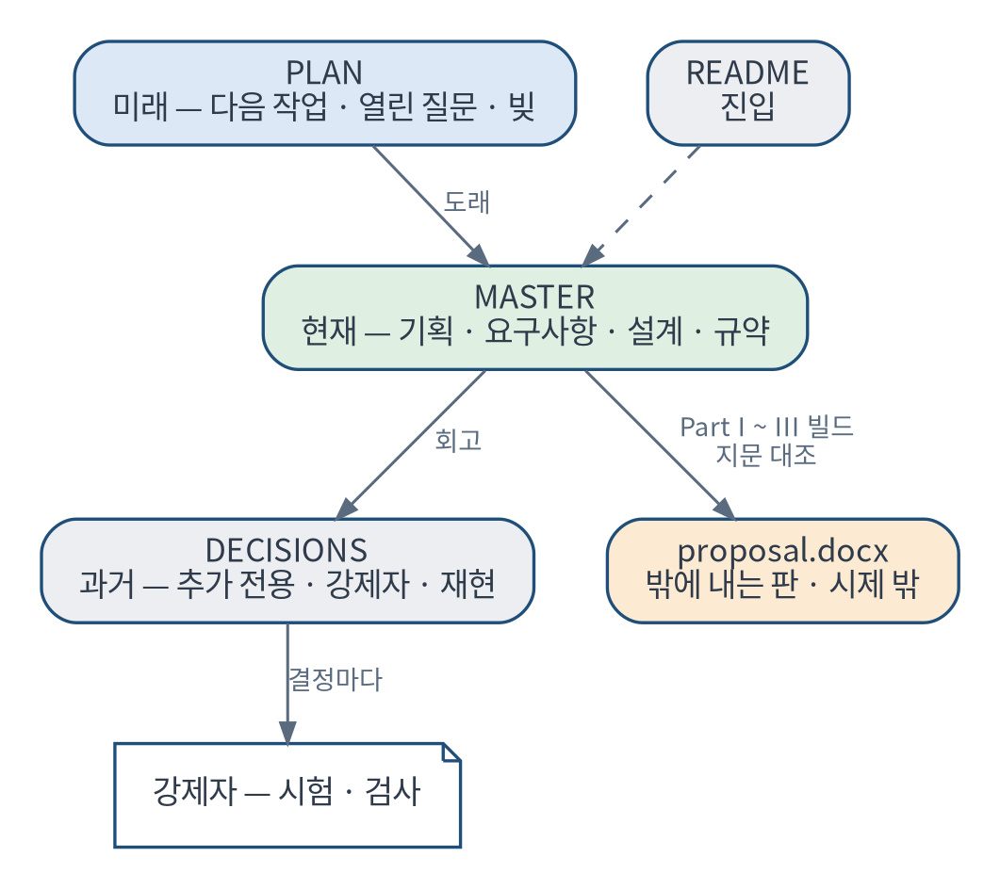 PLAN
미래 — 다음 작업 · 열린 질문 · 빚
README
진입
도래
MASTER
현재 — 기획 · 요구사항 · 설계 · 규약
회고
Part I ~ III 빌드
지문 대조
DECISIONS
과거 — 추가 전용 · 강제자 · 재현
proposal.docx
밖에 내는 판 · 시제 밖
결정마다
강제자 — 시험 · 검사